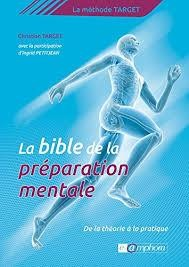 La méthode TARGET
Christian TARGET
avec la participation
d'Ingrid PETITJEAN
La bible de la
préparation
mentale
De la théorie à la pratique
amphora